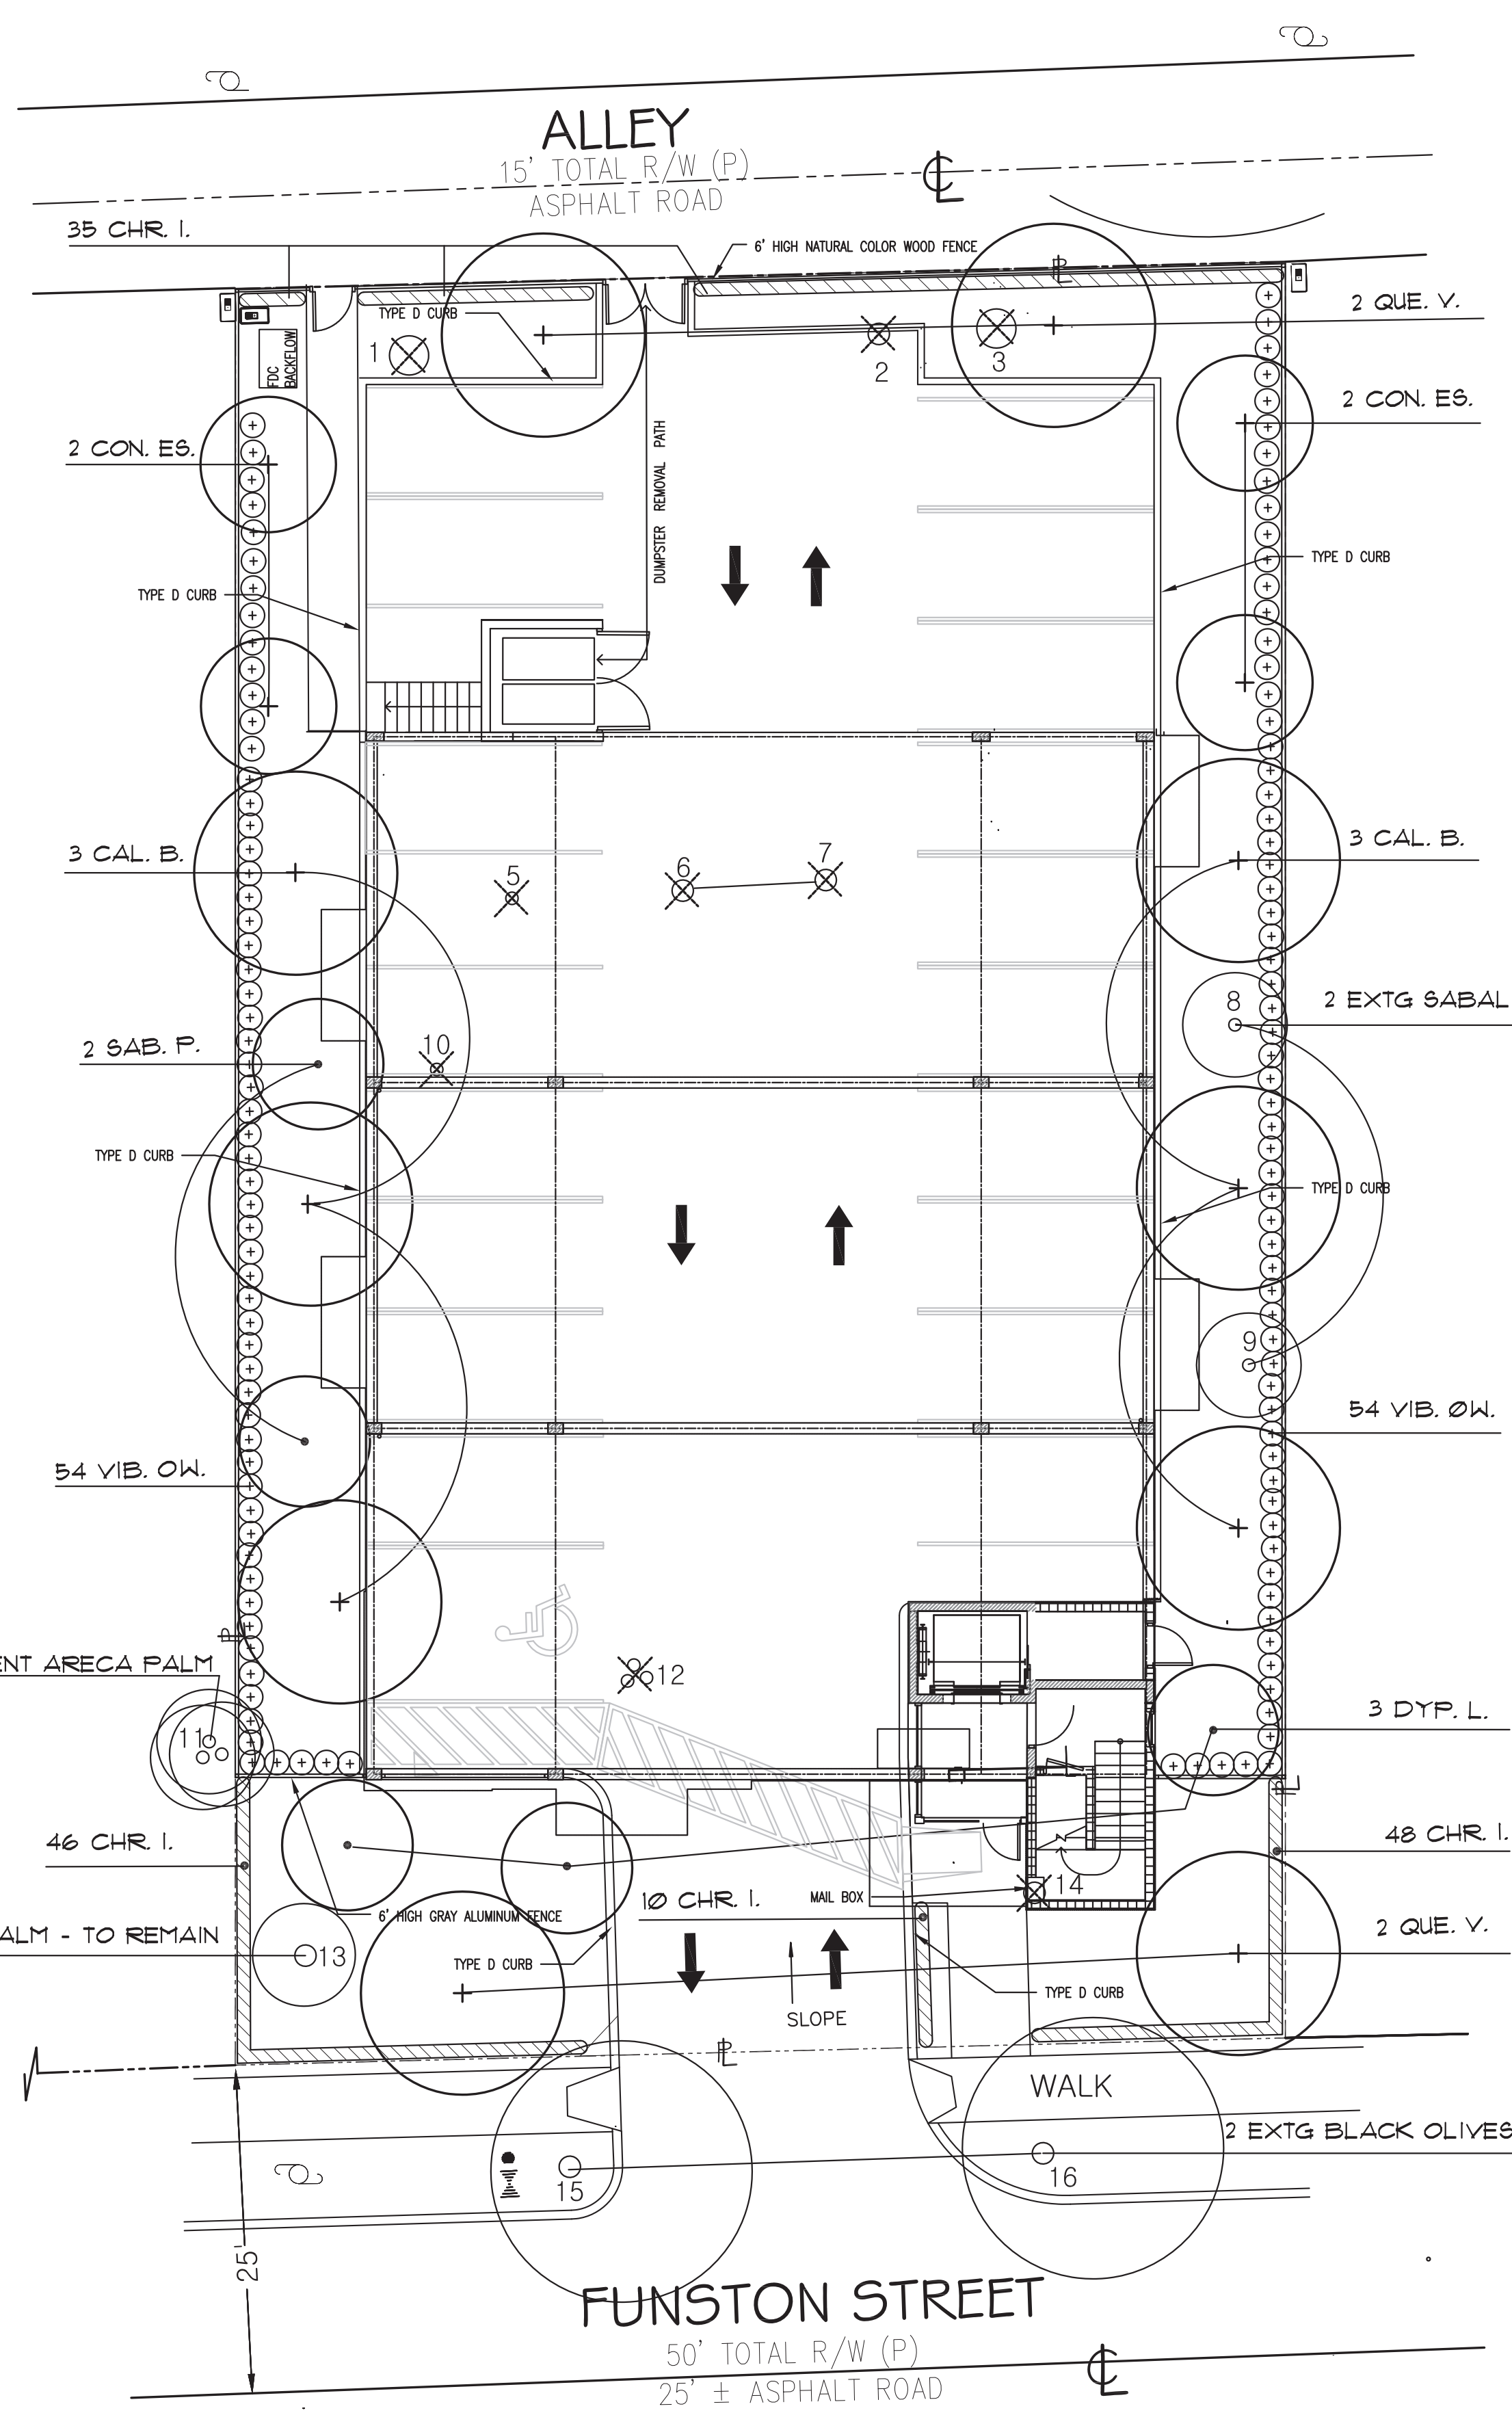 ALLEY
15' TOTAL R/W (P)
ASPHALT ROAD
35 CHR. I.
6' HIGH NATURAL COLOR WOOD FENCE
2 QUE. V.
TYPE D CURB
1
2
3
FDC
BACKFLOW
2 CON. ES.
2 CON. ES.
DUMPSTER REMOVAL PATH
TYPE D CURB
TYPE D CURB
3 CAL. B.
3 CAL. B.
5
6
7
8
2 EXTG SABAL
2 SAB. P.
10
TYPE D CURB
TYPE D CURB
9
54 VIB. OW.
54 VIB. OW.
ENT ARECA PALM
12
11
3 DYP. L.
46 CHR. I.
48 CHR. I.
MAIL BOX
14
10 CHR. I.
6' HIGH GRAY ALUMINUM FENCE
2 QUE. V.
ALM - TO REMAIN
13
TYPE D CURB
TYPE D CURB
SLOPE
WALK
2 EXTG BLACK OLIVES
15
16
25'
FUNSTON STREET
50' TOTAL R/W (P)
25' ± ASPHALT ROAD